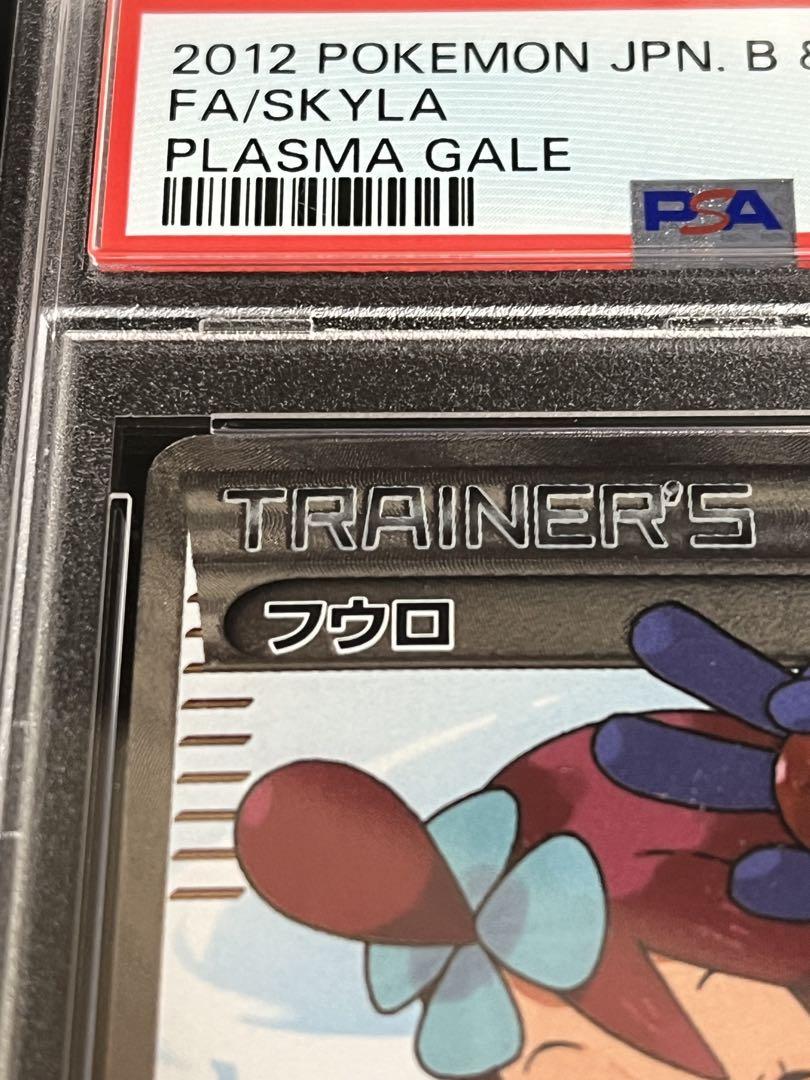 2012 POKEMON JPN. B &
FA/SKYLA
PLASMA GALE
PSA
TRAINER'S
フウロ